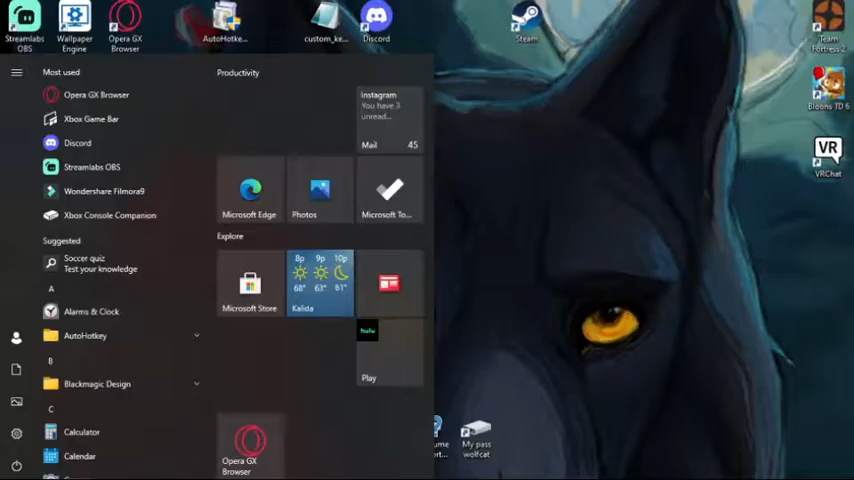 Streamlabs
OBS
Wallpaper
Engine
Opera GX
Browser
AutoHotke...
custom_ke...
Discord
Steam
Team
Fortress 2
Bloons TD 6
VR
VRChat
My pass
wolfcat
Most used
Opera GX Browser
Xbox Game Bar
Discord
Streamlabs OBS
Wondershare Filmora9
Xbox Console Companion
Suggested
Soccer quiz
Test your knowledge
A
Alarms & Clock
AutoHotkey
B
Blackmagic Design
C
Calculator
Calendar
Productivity
Instagram
You have 3
unread...
Mail 45
Microsoft Edge
Photos
Microsoft To...
Explore
Microsoft Store
8p 9p 10p
68° 63° 61°
Kalida
hulu
Play
Opera GX
Browser